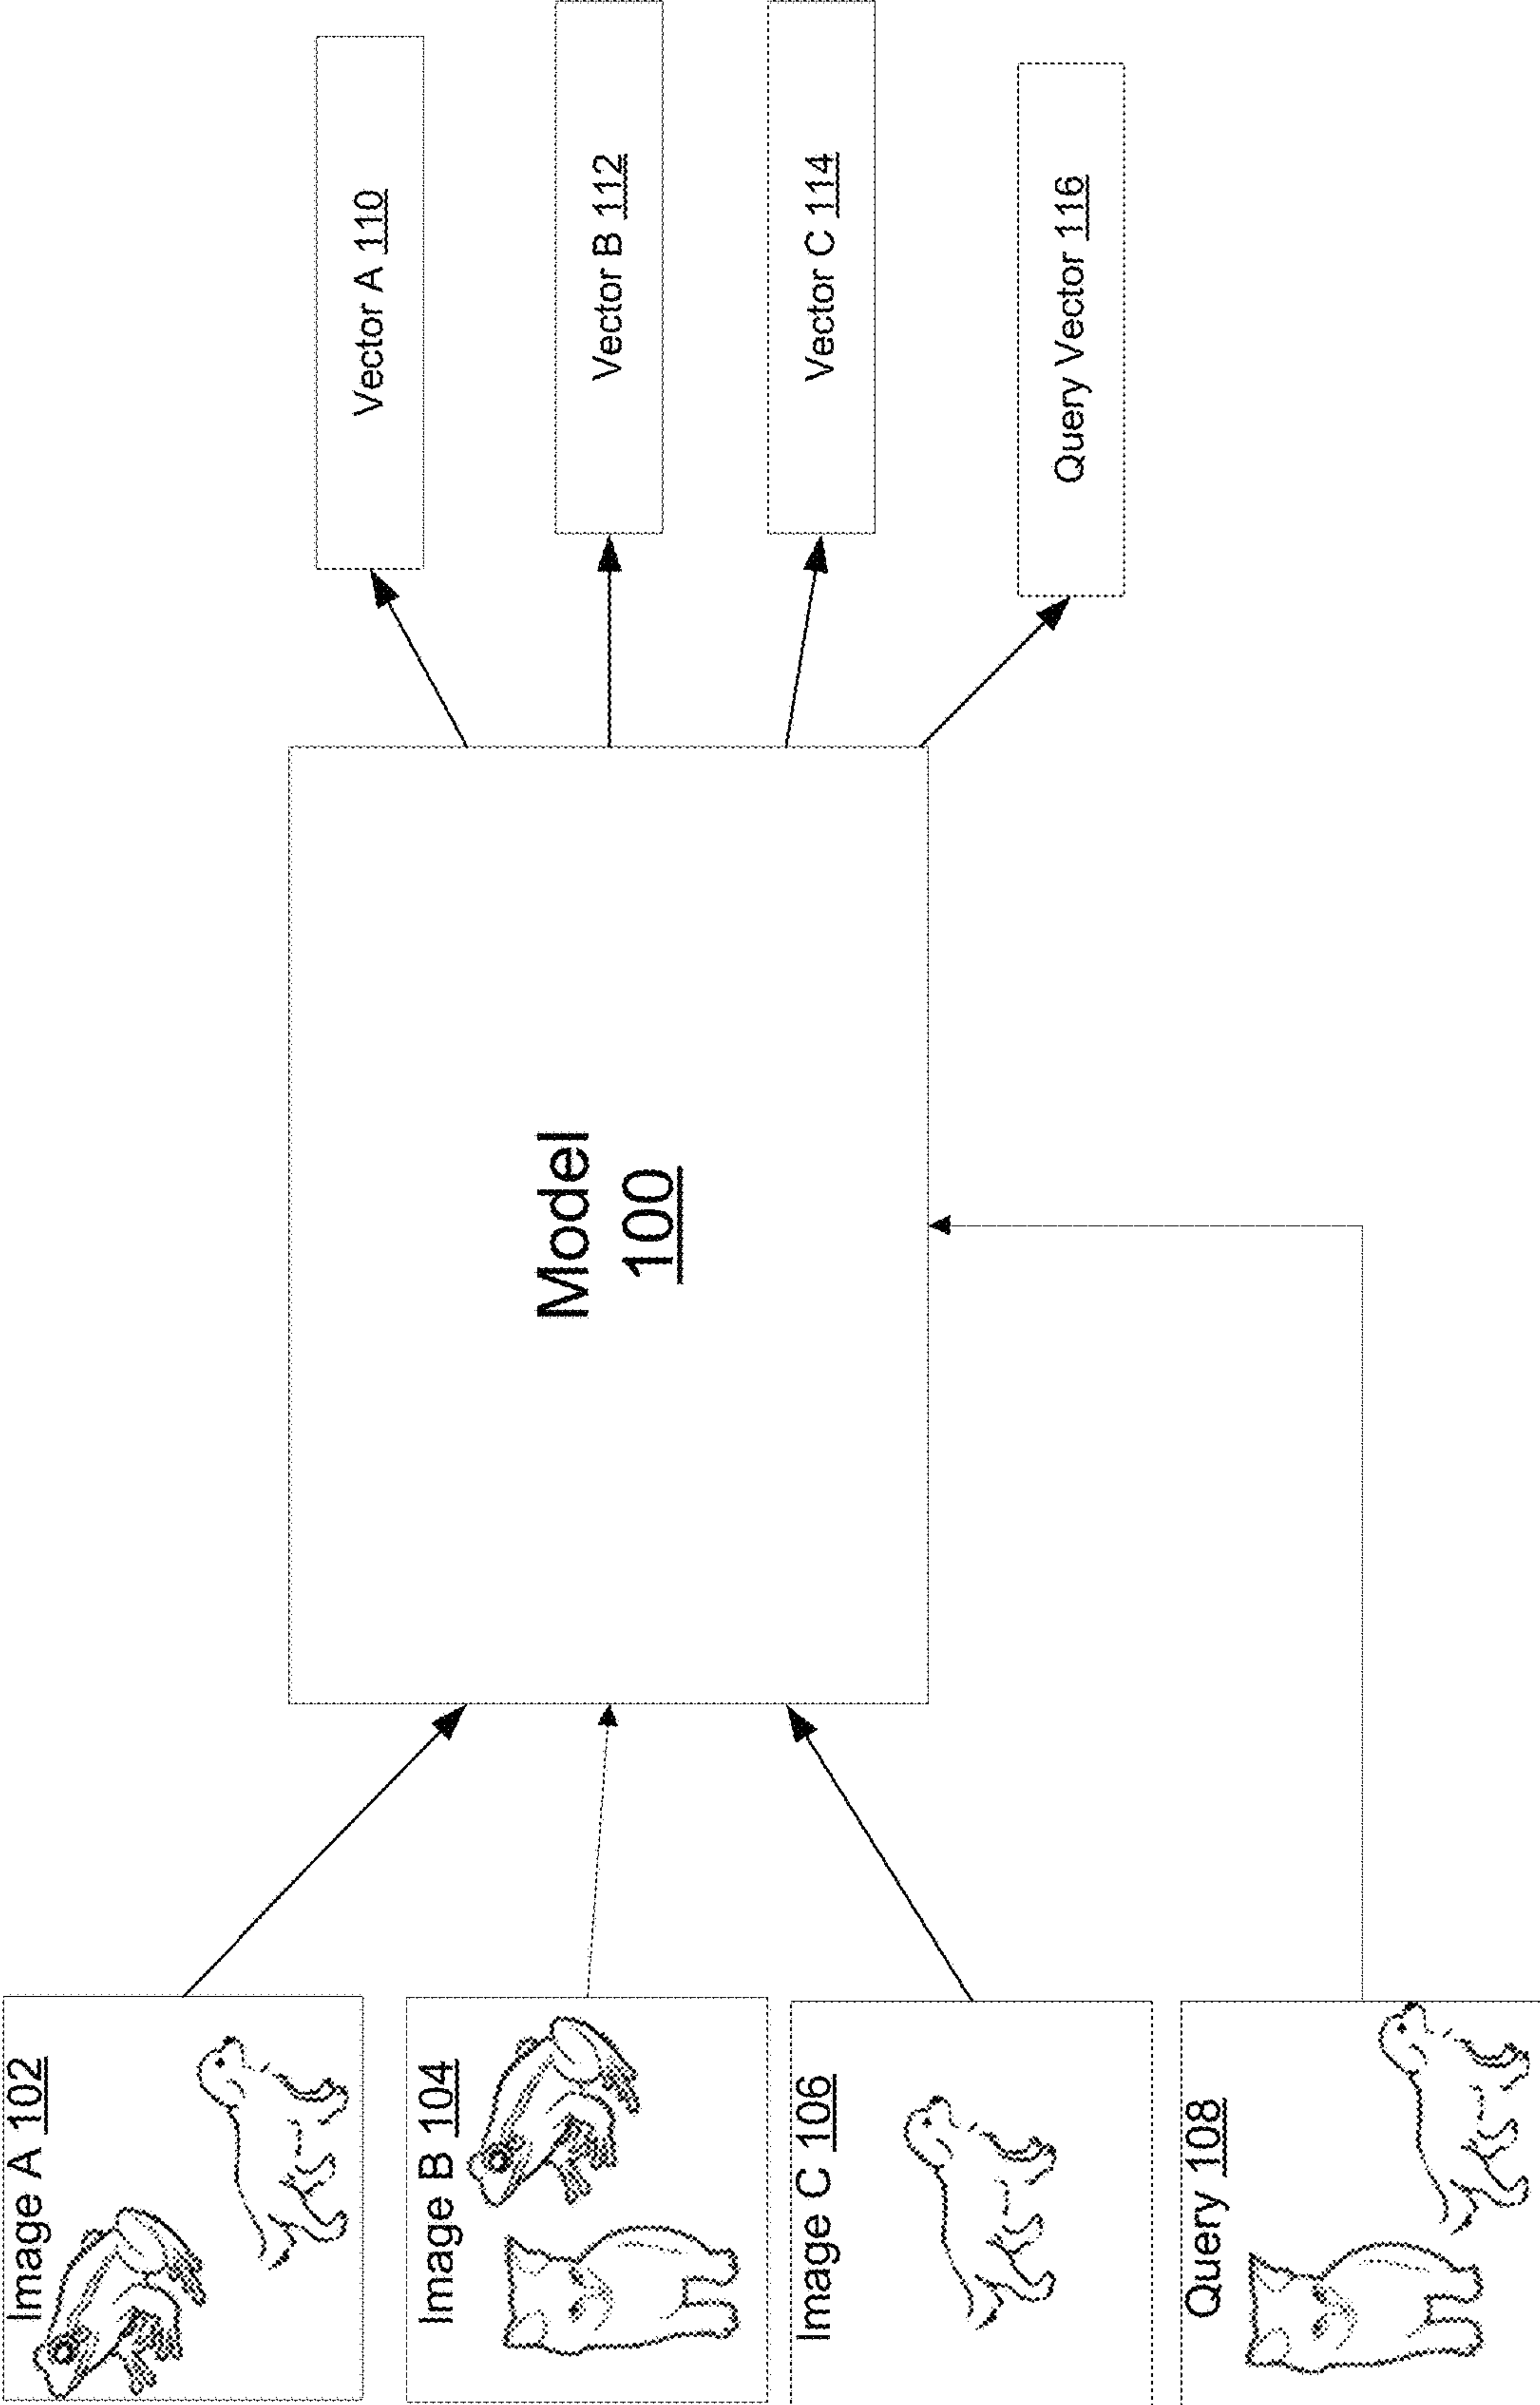 Image A 102
Image B 104
Image C 106
Query 108
Model
100
Vector A 110
Vector B 112
Vector C 114
Query Vector 116